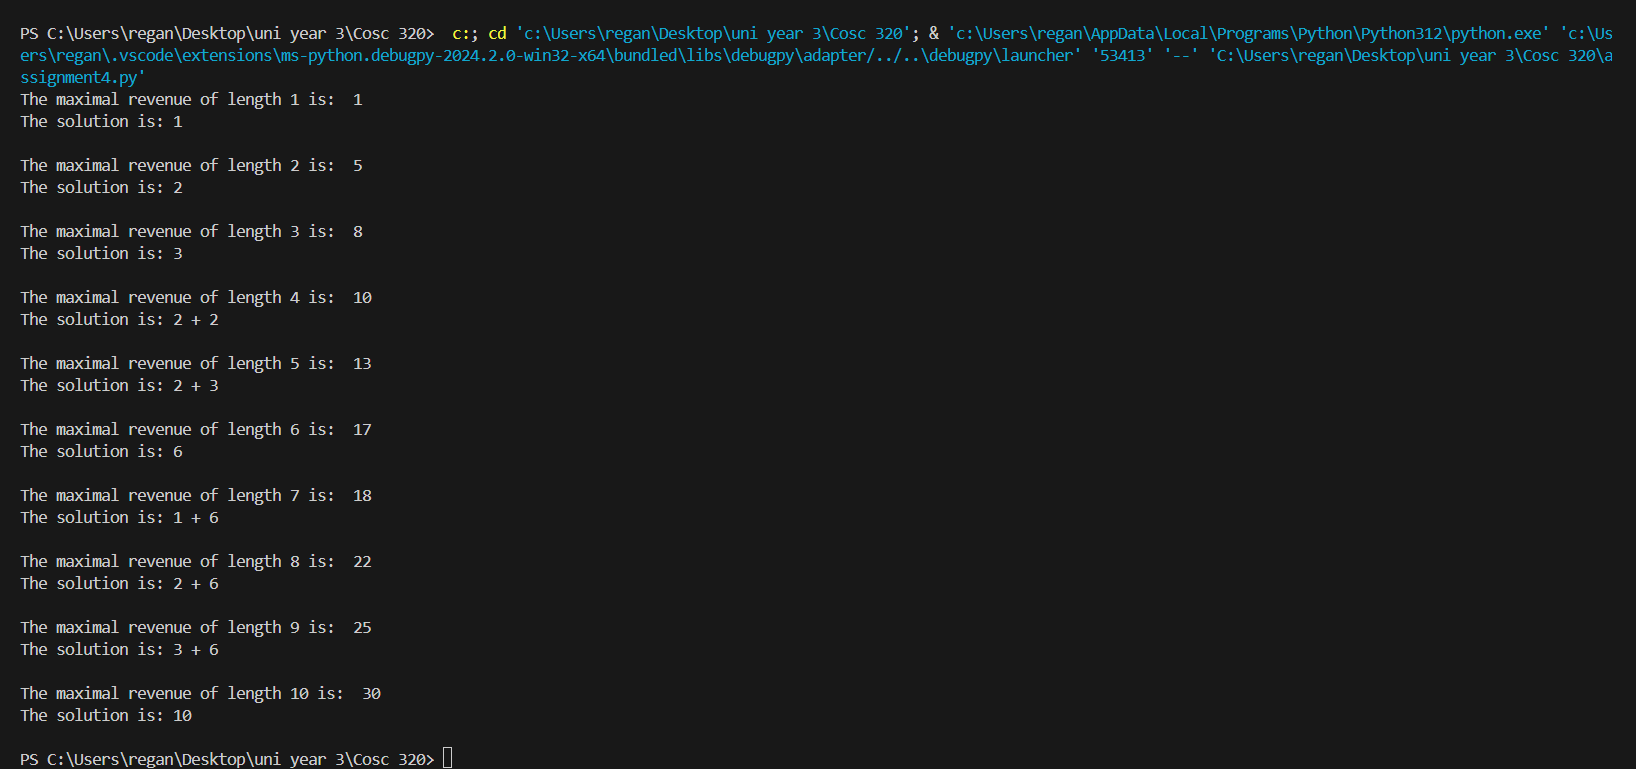 PS C:\Users\regan\Desktop\uni year 3\Cosc 320>  c:; cd 'c:\Users\regan\Desktop\uni year 3\Cosc 320'; & 'c:\Users\regan\AppData\Local\Programs\Python\Python312\python.exe' 'c:\Us
ers\regan\.vscode\extensions\ms-python.debugpy-2024.2.0-win32-x64\bundled\libs\debugpy\adapter/../..\debugpy\launcher' '53413' '--' 'C:\Users\regan\Desktop\uni year 3\Cosc 320\a
ssignment4.py'
The maximal revenue of length 1 is:  1
The solution is: 1
The maximal revenue of length 2 is:  5
The solution is: 2
The maximal revenue of length 3 is:  8
The solution is: 3
The maximal revenue of length 4 is:  10
The solution is: 2 + 2
The maximal revenue of length 5 is:  13
The solution is: 2 + 3
The maximal revenue of length 6 is:  17
The solution is: 6
The maximal revenue of length 7 is:  18
The solution is: 1 + 6
The maximal revenue of length 8 is:  22
The solution is: 2 + 6
The maximal revenue of length 9 is:  25
The solution is: 3 + 6
The maximal revenue of length 10 is:  30
The solution is: 10
PS C:\Users\regan\Desktop\uni year 3\Cosc 320>